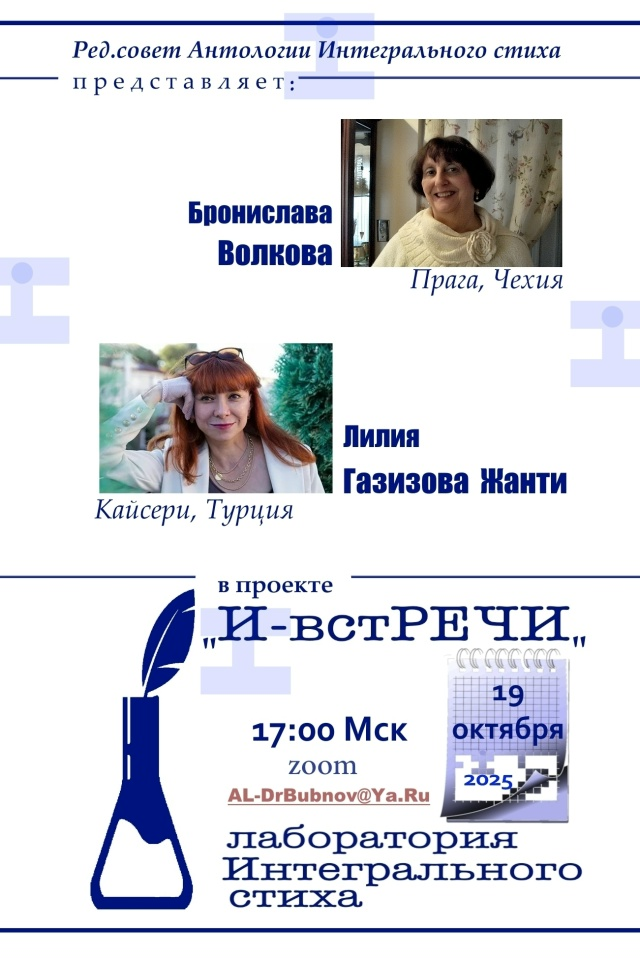 Ред.совет Антологии Интегрального стиха
представляет:
Бронислава
Волкова
Прага, Чехия
Лилия
Газизова Жанти
Кайсери, Турция
в проекте
"И-встРЕЧИ„
19
октября
2025
17:00 Мск
zoom
AL-DrBubnov@Ya.Ru
лаборатория
Интегрального
стиха